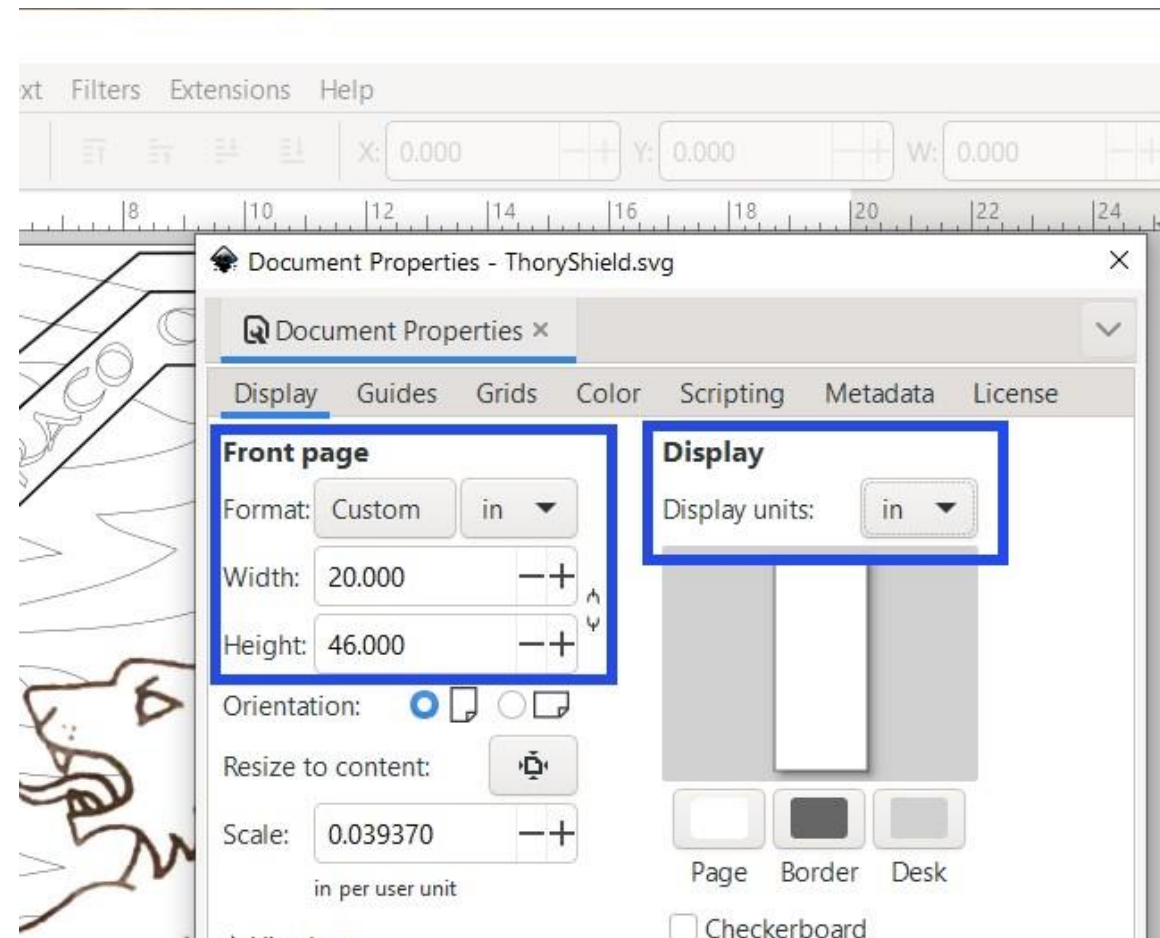 xt Filters Extensions Help
X: 0.000 Y: 0.000 W: 0.000
8 10 12 14 16 18 20 22 24
Document Properties - ThoryShield.svg
Document Properties
Display Guides Grids Color Scripting Metadata License
Front page Display
Format: Custom in Display units: in
Width: 20.000
Height: 46.000
Orientation:
Resize to content:
Scale: 0.039370
in per user unit
Page Border Desk
Checkerboard